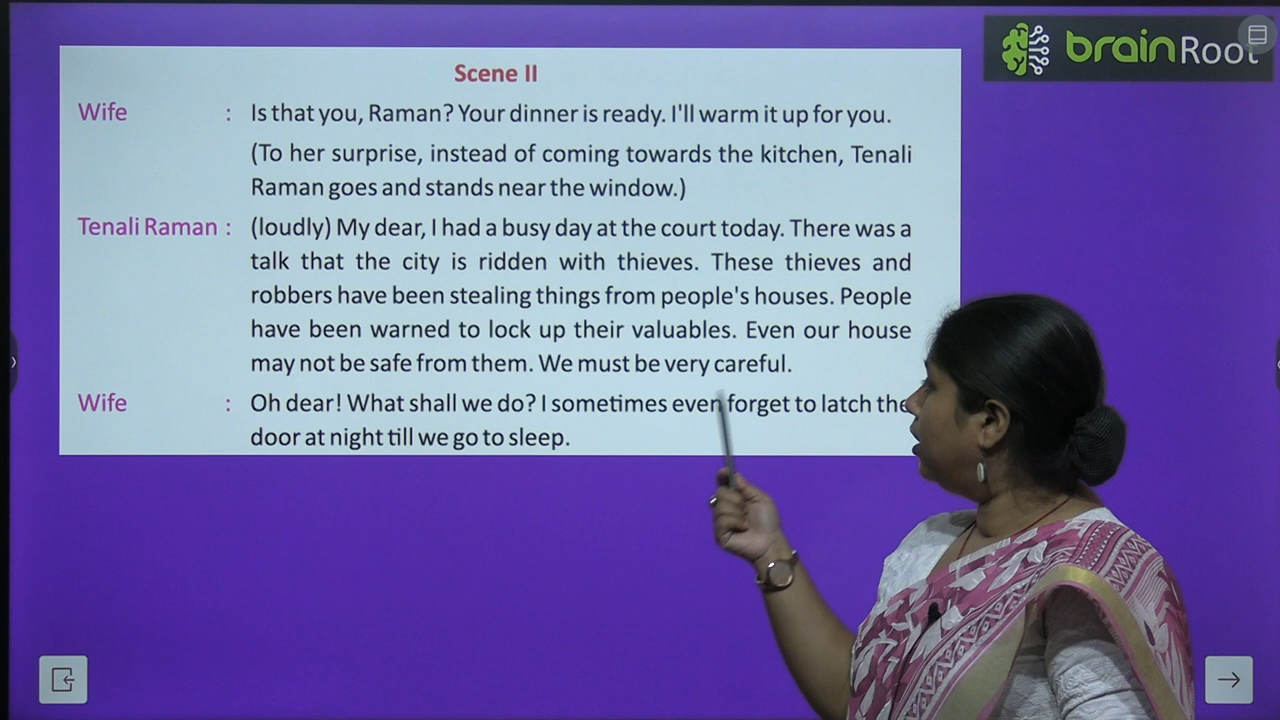 brainRoot
Scene II
Wife : Is that you, Raman? Your dinner is ready. I'll warm it up for you.
(To her surprise, instead of coming towards the kitchen, Tenali
Raman goes and stands near the window.)
Tenali Raman : (loudly) My dear, I had a busy day at the court today. There was a
talk that the city is ridden with thieves. These thieves and
robbers have been stealing things from people's houses. People
have been warned to lock up their valuables. Even our house
may not be safe from them. We must be very careful.
Wife : Oh dear! What shall we do? I sometimes even forget to latch the
door at night till we go to sleep.